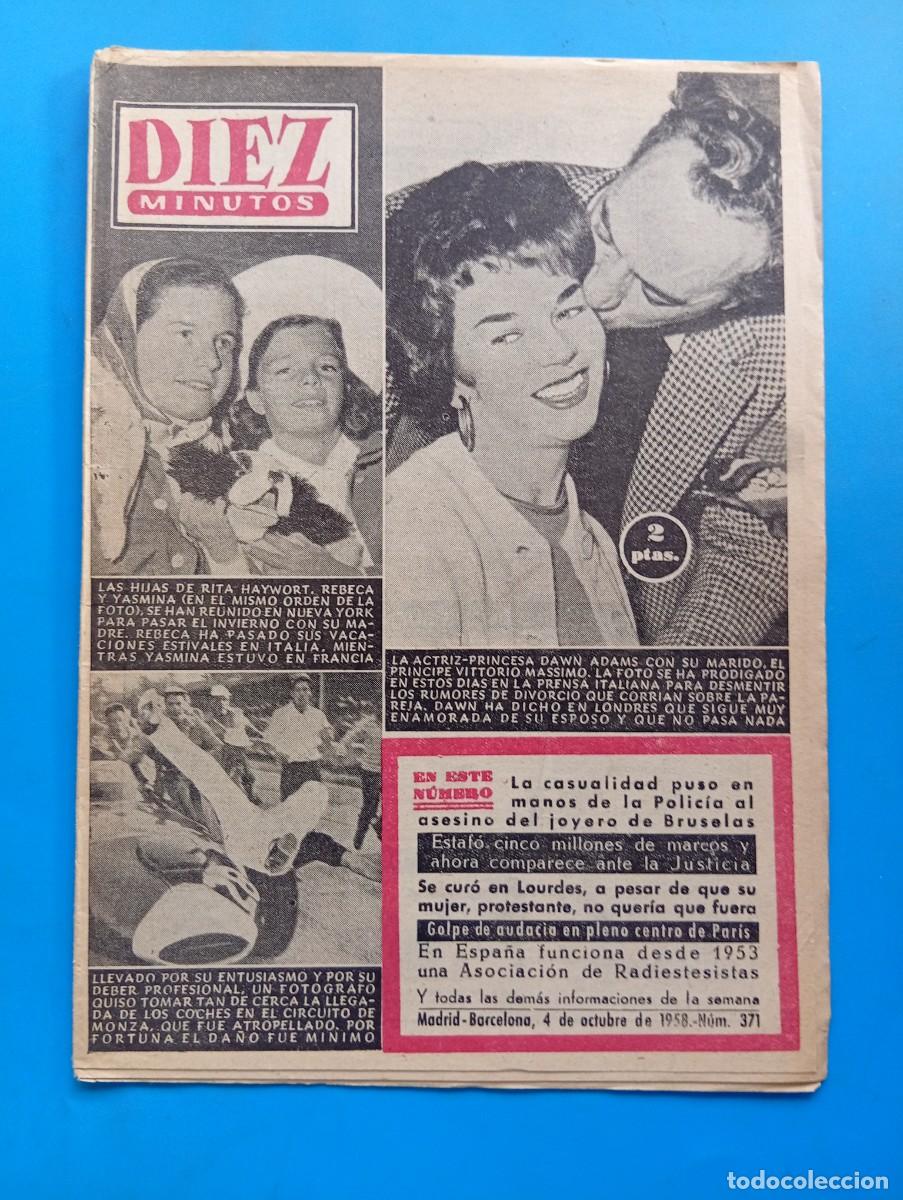 DIEZ
MINUTOS
LAS HIJAS DE RITA HAYWORT. REBECA
Y YASMINA (EN EL MISMO ORDEN DE LA
FOTO), SE HAN REUNIDO EN NUEVA YORK
PARA PASAR EL INVIERNO CON SU MA-
DRE. REBECA HA PASADO SUS VACA-
CIONES ESTIVALES EN ITALIA, MIEN-
TRAS YASMINA ESTUVO EN FRANCIA
2
ptas.
LA ACTRIZ-PRINCESA DAWN ADAMS CON SU MARIDO, EL
PRINCIPE VITTORIO MASSIMO. LA FOTO SE HA PRODIGADO
EN ESTOS DIAS EN LA PRENSA ITALIANA PARA DESMENTIR
LOS RUMORES DE DIVORCIO QUE CORRIAN SOBRE LA PA-
REJA. DAWN HA DICHO EN LONDRES QUE SIGUE MUY
ENAMORADA DE SU ESPOSO Y QUE NO PASA NADA
LLEVADO POR SU ENTUSIASMO Y POR SU
DEBER PROFESIONAL, UN FOTOGRAFO
QUISO TOMAR TAN DE CERCA LA LLEGA-
DA DE LOS COCHES EN EL CIRCUITO DE
MONZA, QUE FUE ATROPELLADO. POR
FORTUNA EL DAÑO FUE MINIMO
EN ESTE
NÚMERO
La casualidad puso en
manos de la Policía al
asesino del joyero de Bruselas
Estafó cinco millones de marcos y
ahora comparece ante la Justicia
Se curó en Lourdes, a pesar de que su
mujer, protestante, no quería que fuera
Golpe de audacia en pleno centro de París
En España funciona desde 1953
una Asociación de Radiestesistas
Y todas las demás informaciones de la semana
Madrid-Barcelona, 4 de octubre de 1958.-Núm. 371
todocoleccion